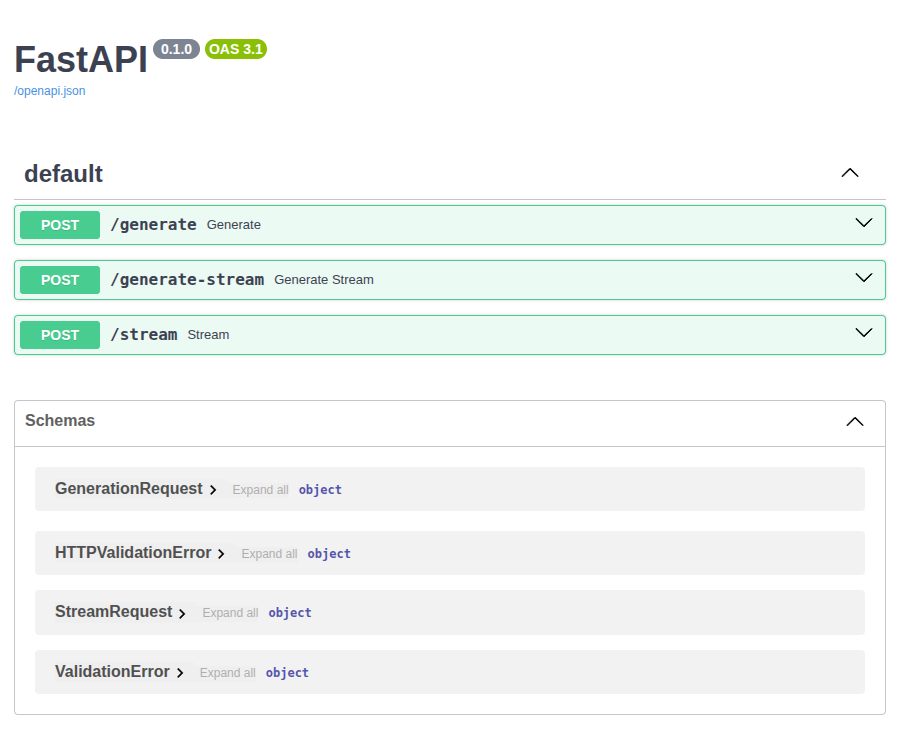 FastAPI 0.1.0 OAS 3.1
/openapi.json
default
POST /generate Generate
POST /generate-stream Generate Stream
POST /stream Stream
Schemas
GenerationRequest Expand all object
HTTPValidationError Expand all object
StreamRequest Expand all object
ValidationError Expand all object